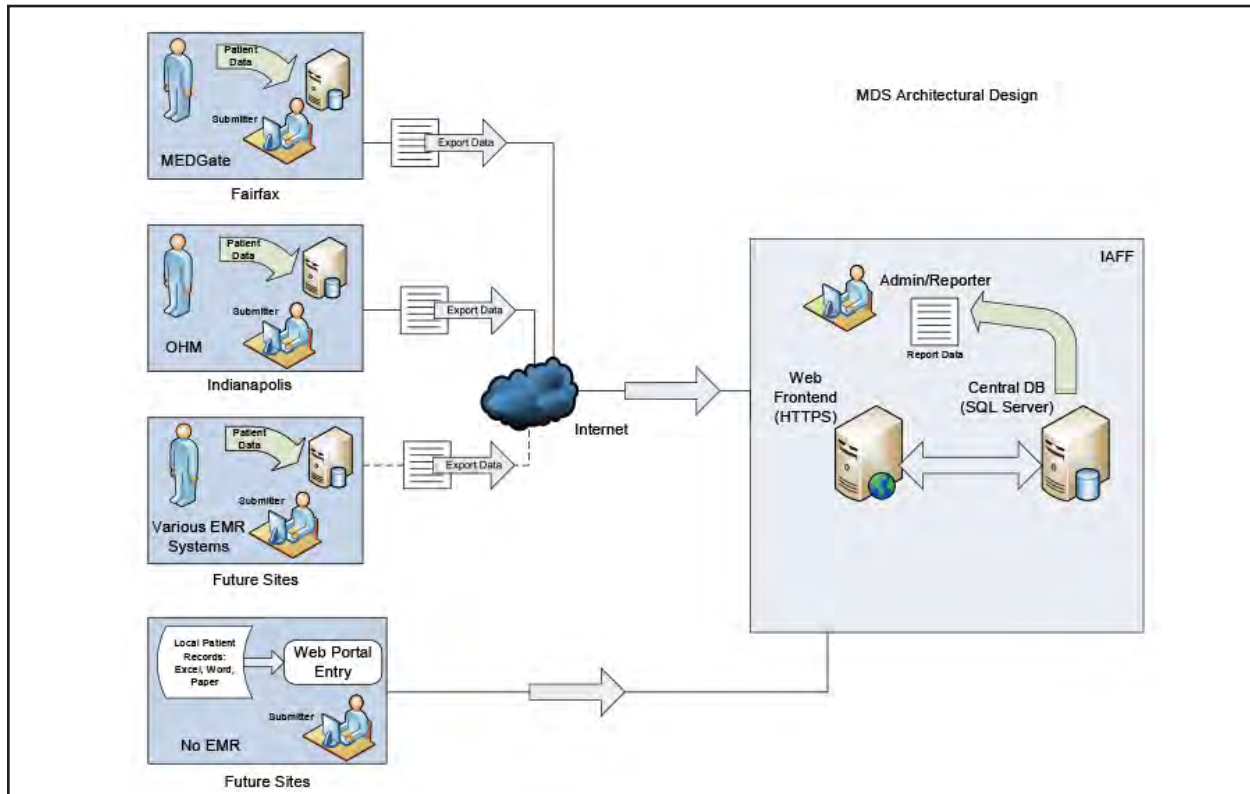 MDS Architectural Design
Patient
Data
Submitter
MEDGate
Fairfax
Export Data
Patient
Data
Submitter
OHM
Indianapolis
Export Data
Patient
Data
Submitter
Various EMR
Systems
Future Sites
Export Data
Internet
Local Patient
Records:
Excel, Word,
Paper
Web Portal
Entry
Submitter
No EMR
Future Sites
IAFF
Admin/Reporter
Report Data
Web
Frontend
(HTTPS)
Central DB
(SQL Server)